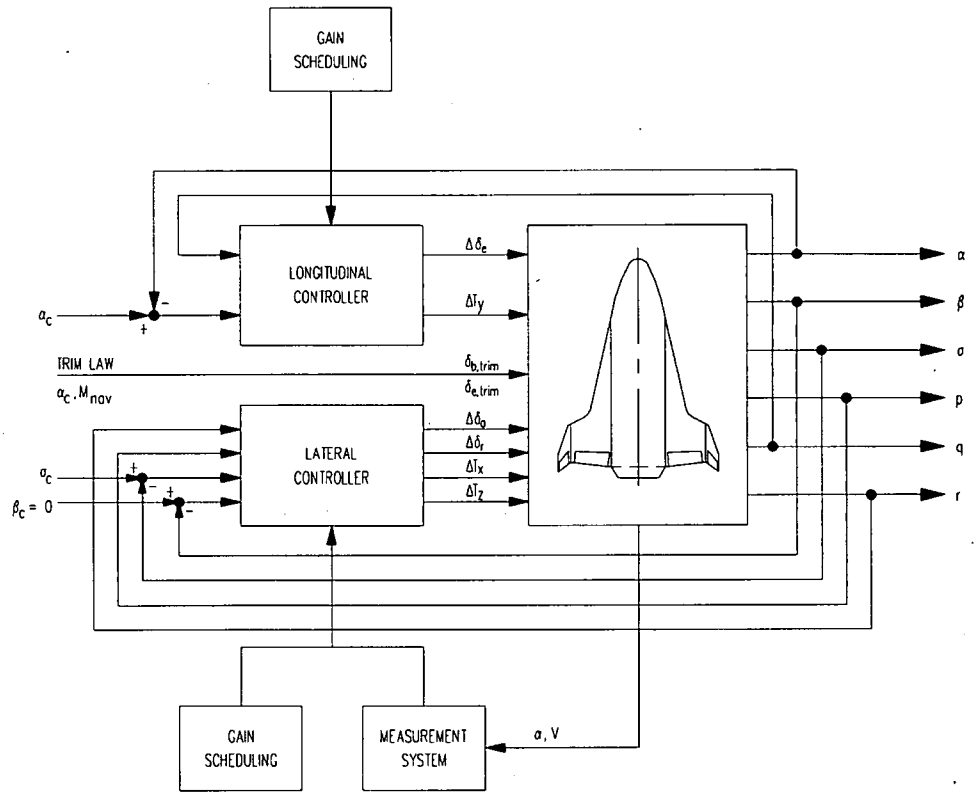 GAIN
SCHEDULING
LONGITUDINAL
CONTROLLER
Δδe
ΔTy
αc
+
-
TRIM LAW
αc, Mnav
δb,trim
δe,trim
LATERAL
CONTROLLER
Δδa
Δδr
ΔTx
ΔTz
σc
+
-
βc = 0
+
-
α
β
σ
p
q
r
GAIN
SCHEDULING
MEASUREMENT
SYSTEM
α, V